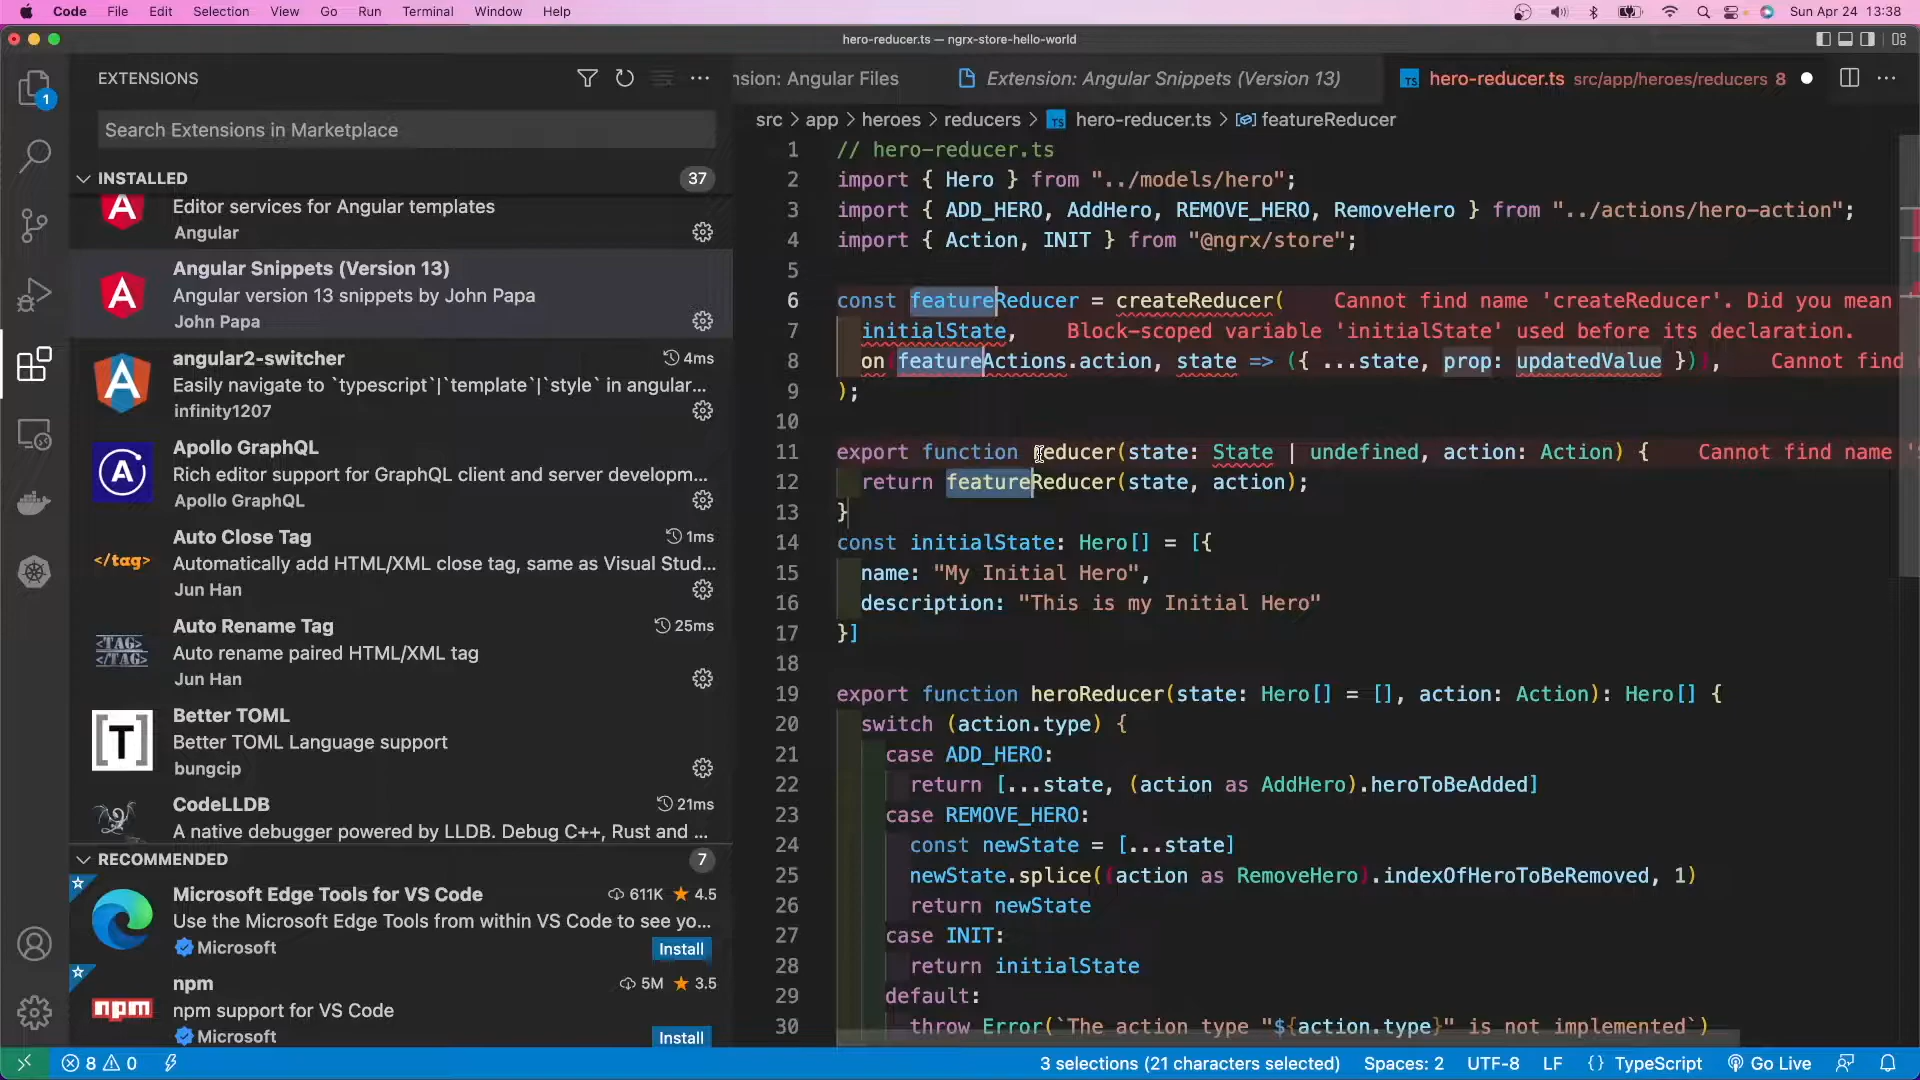 Code File Edit Selection View Go Run Terminal Window Help
Sun Apr 24 13:38
hero-reducer.ts — ngrx-store-hello-world
EXTENSIONS
Search Extensions in Marketplace
INSTALLED 37
Editor services for Angular templates
Angular
Angular Snippets (Version 13)
Angular version 13 snippets by John Papa
John Papa
angular2-switcher 4ms
Easily navigate to `typescript`|`template`|`style` in angular...
infinity1207
Apollo GraphQL
Rich editor support for GraphQL client and server developm...
Apollo GraphQL
Auto Close Tag 1ms
</tag>
Automatically add HTML/XML close tag, same as Visual Stud...
Jun Han
Auto Rename Tag 25ms
<TAG>
</TAG>
Auto rename paired HTML/XML tag
Jun Han
Better TOML
Better TOML Language support
bungcip
CodeLLDB 21ms
A native debugger powered by LLDB. Debug C++, Rust and ...
RECOMMENDED 7
Microsoft Edge Tools for VS Code 611K 4.5
Use the Microsoft Edge Tools from within VS Code to see yo...
Microsoft Install
npm 5M 3.5
npm support for VS Code
Microsoft Install
nsion: Angular Files Extension: Angular Snippets (Version 13) TS hero-reducer.ts src/app/heroes/reducers 8
src > app > heroes > reducers > TS hero-reducer.ts > featureReducer
1 // hero-reducer.ts
2 import { Hero } from "../models/hero";
3 import { ADD_HERO, AddHero, REMOVE_HERO, RemoveHero } from "../actions/hero-action";
4 import { Action, INIT } from "@ngrx/store";
5
6 const featureReducer = createReducer( Cannot find name 'createReducer'. Did you mean
7 initialState, Block-scoped variable 'initialState' used before its declaration.
8 on(featureActions.action, state => ({ ...state, prop: updatedValue })), Cannot find
9 );
10
11 export function reducer(state: State | undefined, action: Action) { Cannot find name
12 return featureReducer(state, action);
13 }
14 const initialState: Hero[] = [{
15 name: "My Initial Hero",
16 description: "This is my Initial Hero"
17 }]
18
19 export function heroReducer(state: Hero[] = [], action: Action): Hero[] {
20 switch (action.type) {
21 case ADD_HERO:
22 return [...state, (action as AddHero).heroToBeAdded]
23 case REMOVE_HERO:
24 const newState = [...state]
25 newState.splice((action as RemoveHero).indexOfHeroToBeRemoved, 1)
26 return newState
27 case INIT:
28 return initialState
29 default:
30 throw Error(`The action type "${action.type}" is not implemented`)
1
8 0 3 selections (21 characters selected) Spaces: 2 UTF-8 LF {} TypeScript Go Live